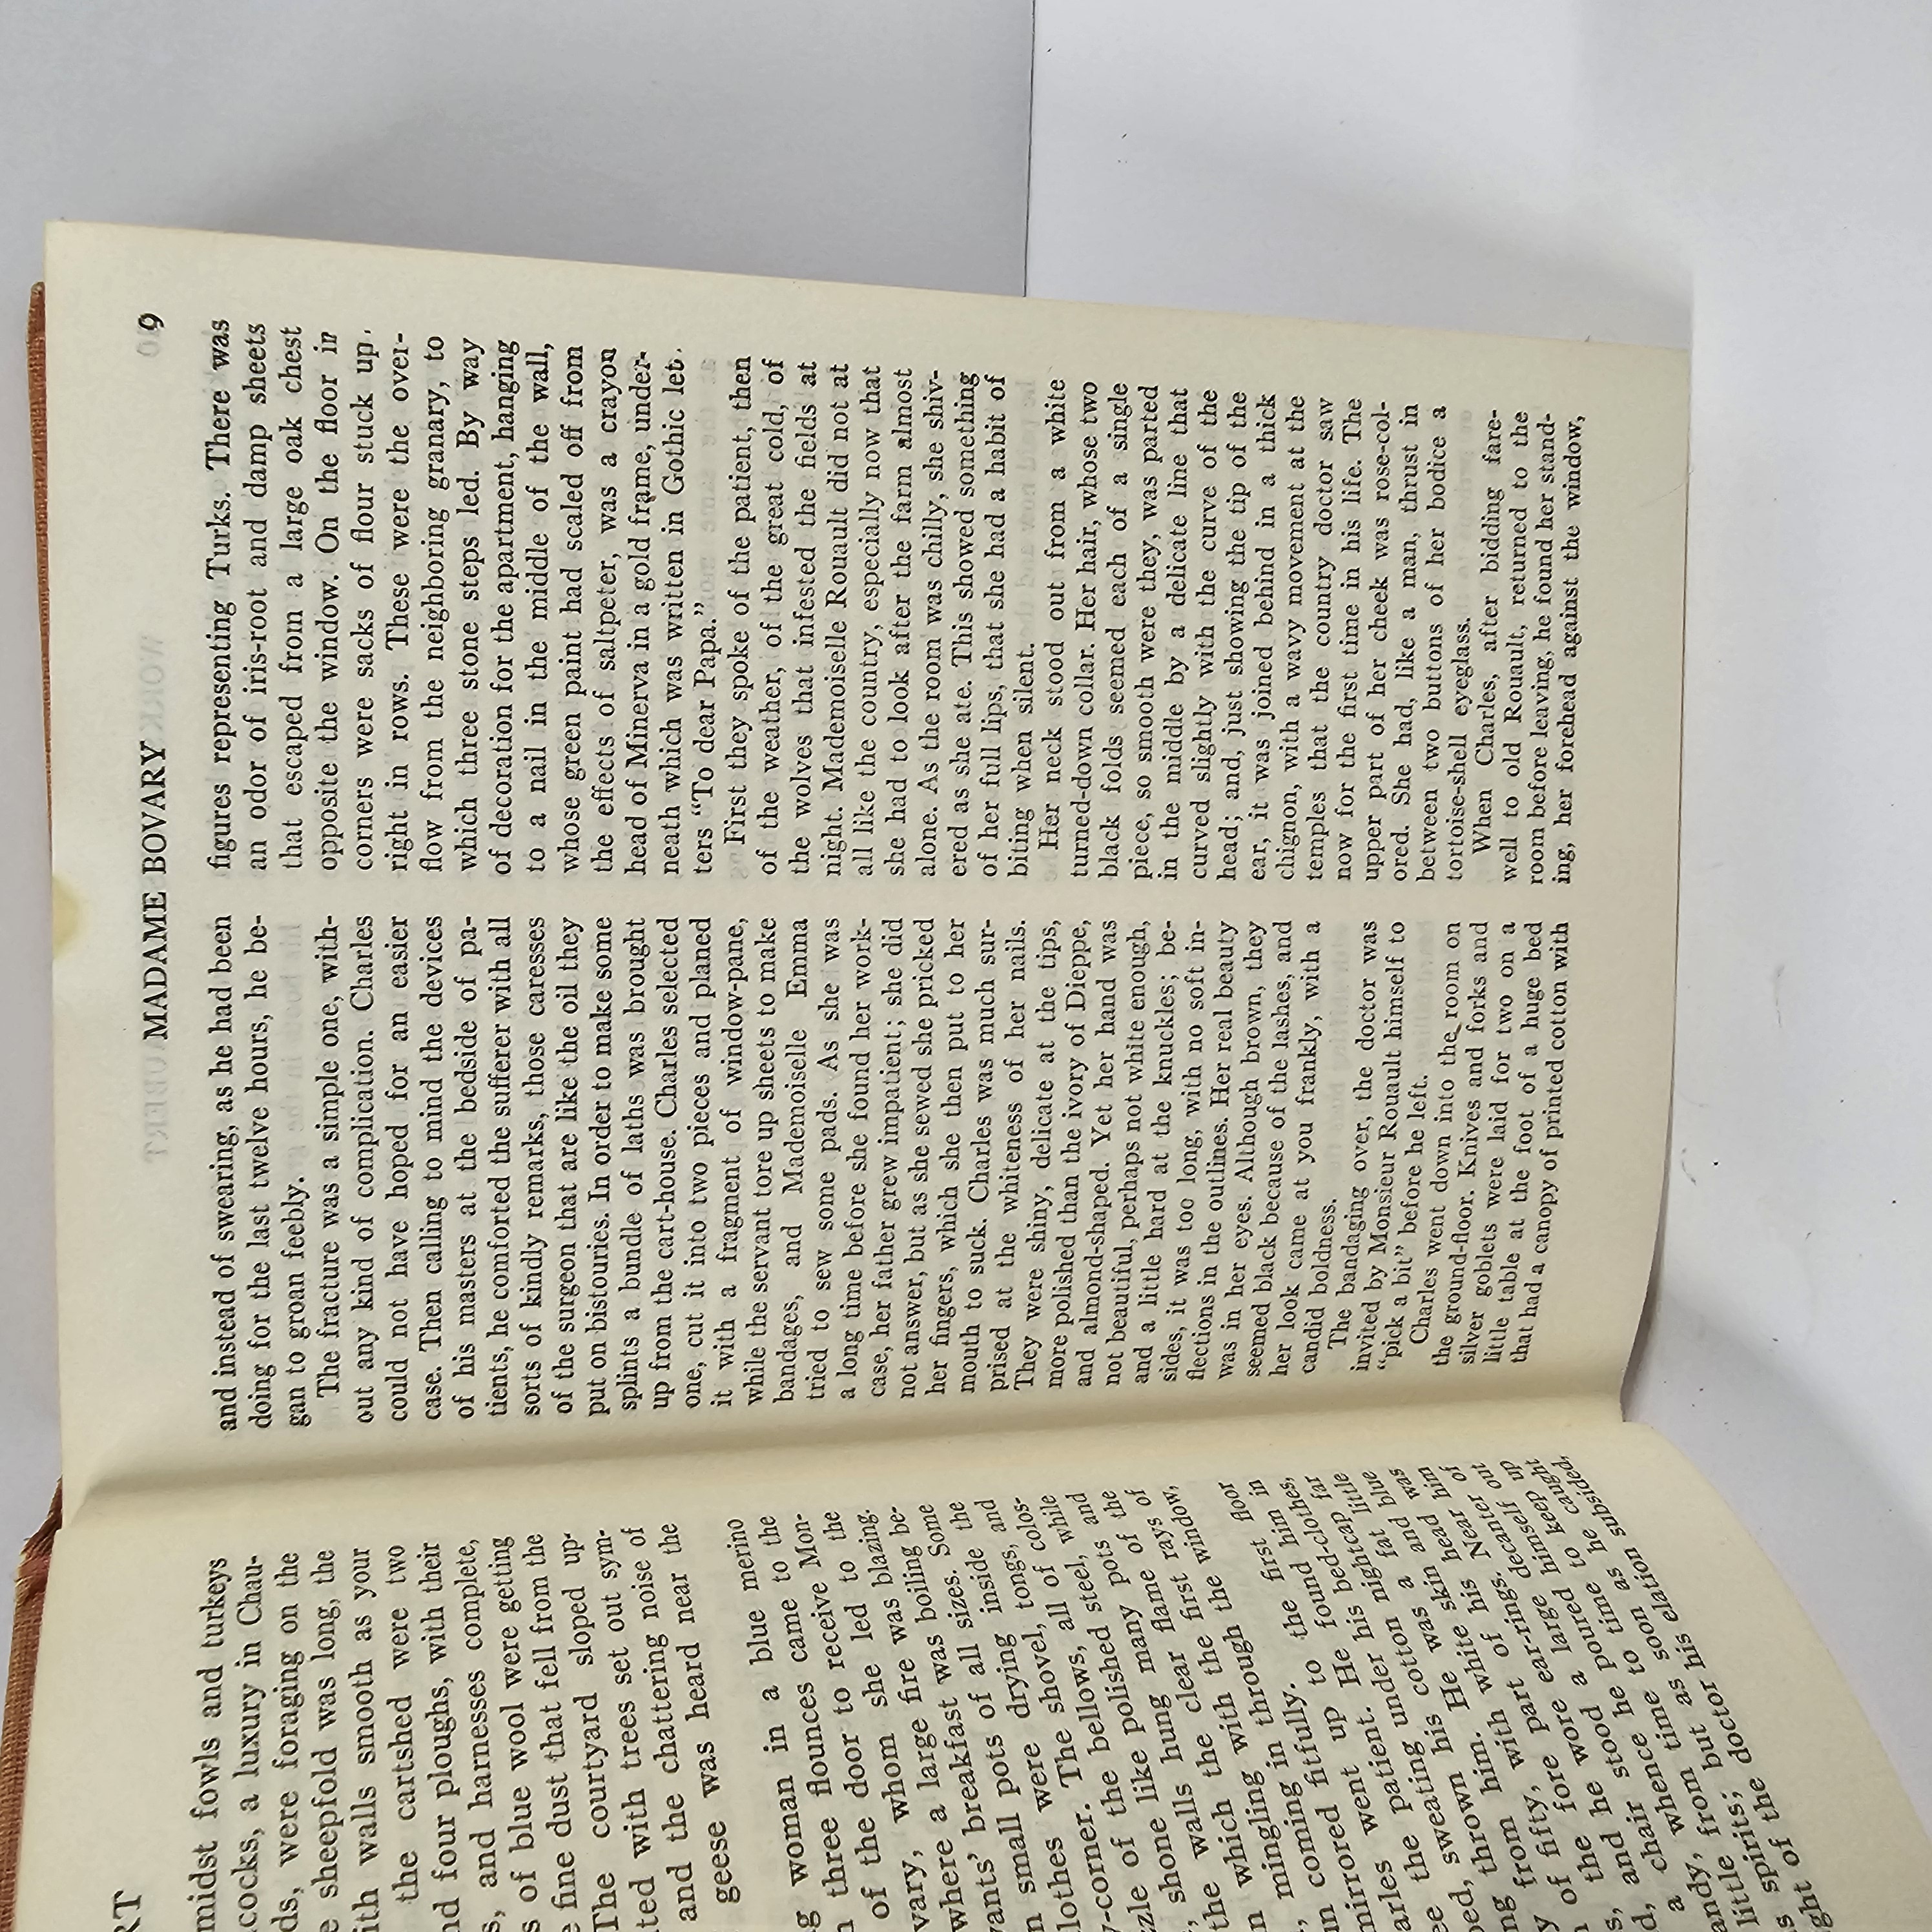 RT
midst fowls and turkeys
cocks, a luxury in Chau-
ds, were foraging on the
e sheepfold was long, the
ith walls smooth as your
the cartshed were two
nd four ploughs, with their
s, and harnesses complete,
s of blue wool were getting
e fine dust that fell from the
The courtyard sloped up-
ted with trees set out sym-
and the chattering noise of
geese was heard near the
g woman in a blue merino
n three flounces came to the
of the door to receive Mon-
vary, whom she led to the
where a large fire was blazing.
vants' breakfast was boiling be-
n small pots of all sizes. Some
lothes were drying inside the
y-corner. The shovel, tongs, and
zzle of the bellows, all of colos-
, shone like polished steel, while
the walls hung many pots and
n which the clear flame of the
, mingling with the first rays of
un coming in through the window,
mirrored fitfully.
arles went up to the first floor
ee the patient. He found him in
bed, sweating under his bed-clothes,
ng thrown his cotton nightcap far
y from him. He was a fat little
n of fifty, with white skin and blue
s, the fore part of his head was
d, and he wore ear-rings. Near him
a chair stood a large decanter of
andy, whence he poured himself out
little from time to time to keep up
s spirits; but as soon as he caught
ght of the doctor his elation subsided,
MADAME BOVARY 9
and instead of swearing, as he had been
doing for the last twelve hours, he be-
gan to groan feebly.
The fracture was a simple one, with-
out any kind of complication. Charles
could not have hoped for an easier
case. Then calling to mind the devices
of his masters at the bedside of pa-
tients, he comforted the sufferer with all
sorts of kindly remarks, those caresses
of the surgeon that are like the oil they
put on bistouries. In order to make some
splints a bundle of laths was brought
up from the cart-house. Charles selected
one, cut it into two pieces and planed
it with a fragment of window-pane,
while the servant tore up sheets to make
bandages, and Mademoiselle Emma
tried to sew some pads. As she was
a long time before she found her work-
case, her father grew impatient; she did
not answer, but as she sewed she pricked
her fingers, which she then put to her
mouth to suck. Charles was much sur-
prised at the whiteness of her nails.
They were shiny, delicate at the tips,
more polished than the ivory of Dieppe,
and almond-shaped. Yet her hand was
not beautiful, perhaps not white enough,
and a little hard at the knuckles; be-
sides, it was too long, with no soft in-
flections in the outlines. Her real beauty
was in her eyes. Although brown, they
seemed black because of the lashes, and
her look came at you frankly, with a
candid boldness.
The bandaging over, the doctor was
invited by Monsieur Rouault himself to
"pick a bit" before he left.
Charles went down into the room on
the ground-floor. Knives and forks and
silver goblets were laid for two on a
little table at the foot of a huge bed
that had a canopy of printed cotton with
figures representing Turks. There was
an odor of iris-root and damp sheets
that escaped from a large oak chest
opposite the window. On the floor in
corners were sacks of flour stuck up-
right in rows. These were the over-
flow from the neighboring granary, to
which three stone steps led. By way
of decoration for the apartment, hanging
to a nail in the middle of the wall,
whose green paint had scaled off from
the effects of saltpeter, was a crayon
head of Minerva in a gold frame, under-
neath which was written in Gothic let-
ters "To dear Papa."
First they spoke of the patient, then
of the weather, of the great cold, of
the wolves that infested the fields at
night. Mademoiselle Rouault did not at
all like the country, especially now that
she had to look after the farm almost
alone. As the room was chilly, she shiv-
ered as she ate. This showed something
of her full lips, that she had a habit of
biting when silent.
Her neck stood out from a white
turned-down collar. Her hair, whose two
black folds seemed each of a single
piece, so smooth were they, was parted
in the middle by a delicate line that
curved slightly with the curve of the
head; and, just showing the tip of the
ear, it was joined behind in a thick
chignon, with a wavy movement at the
temples that the country doctor saw
now for the first time in his life. The
upper part of her cheek was rose-col-
ored. She had, like a man, thrust in
between two buttons of her bodice a
tortoise-shell eyeglass.
When Charles, after bidding fare-
well to old Rouault, returned to the
room before leaving, he found her stand-
ing, her forehead against the window,